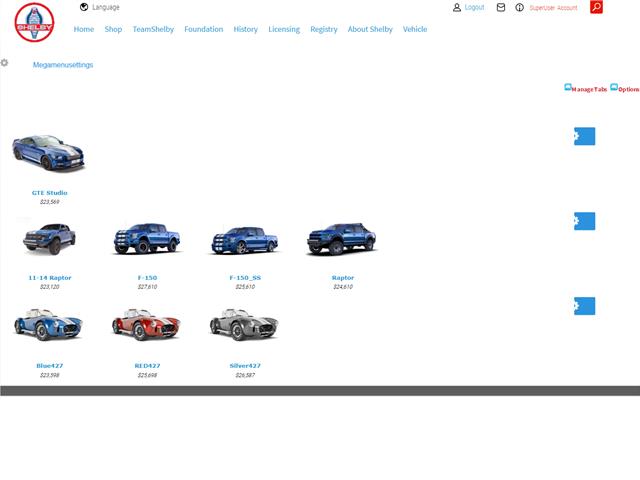 SHELBY
Language
Logout
SuperUser Account
Home Shop TeamShelby Foundation History Licensing Registry About Shelby Vehicle
Megamenusettings
ManageTabs Options
GTE Studio
$23,569
11-14 Raptor F-150 F-150_SS Raptor
$23,120 $27,610 $25,610 $24,610
Blue427 RED427 Silver427
$23,598 $25,698 $26,587